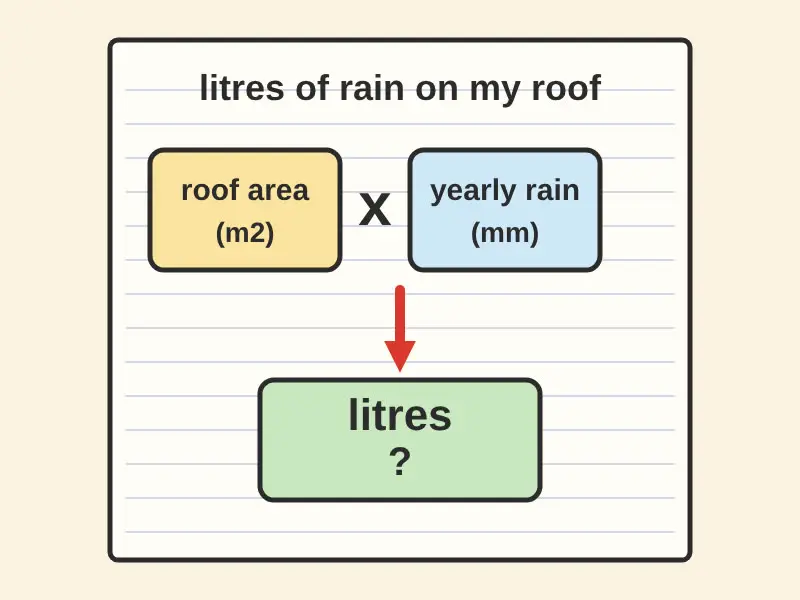 litres of rain on my roof
roof area
(m2)
x
yearly rain
(mm)
litres
?